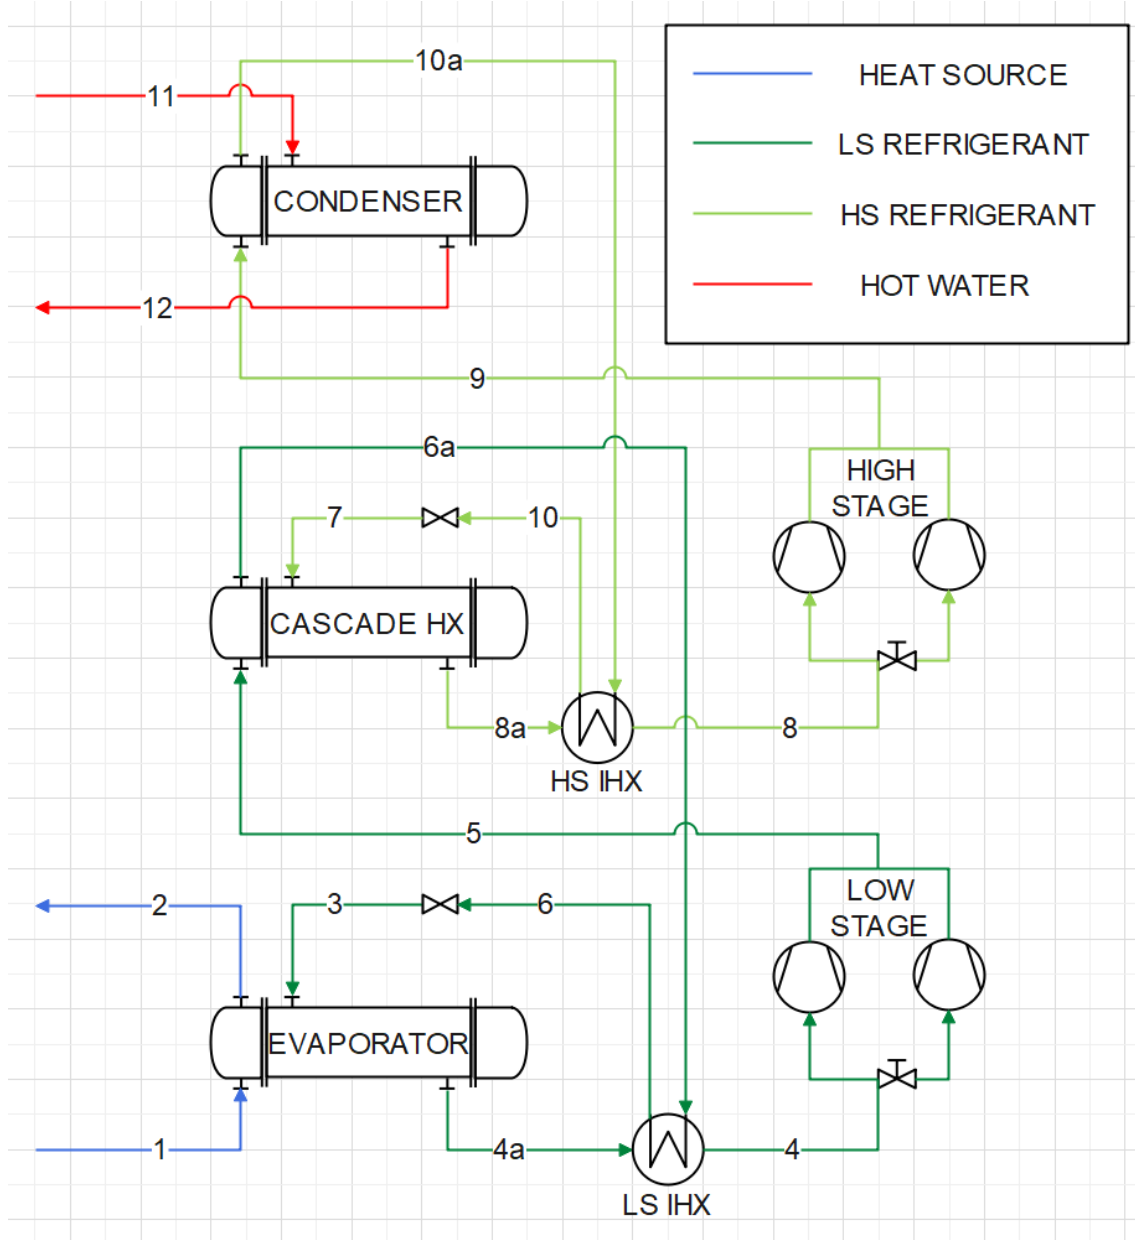 10a
HEAT SOURCE
11
LS REFRIGERANT
CONDENSER
HS REFRIGERANT
HOT WATER
12
9
6a
HIGH
STAGE
7
10
CASCADE HX
8a
8
HS IHX
5
LOW
STAGE
2
3
6
EVAPORATOR
1
4a
4
LS IHX